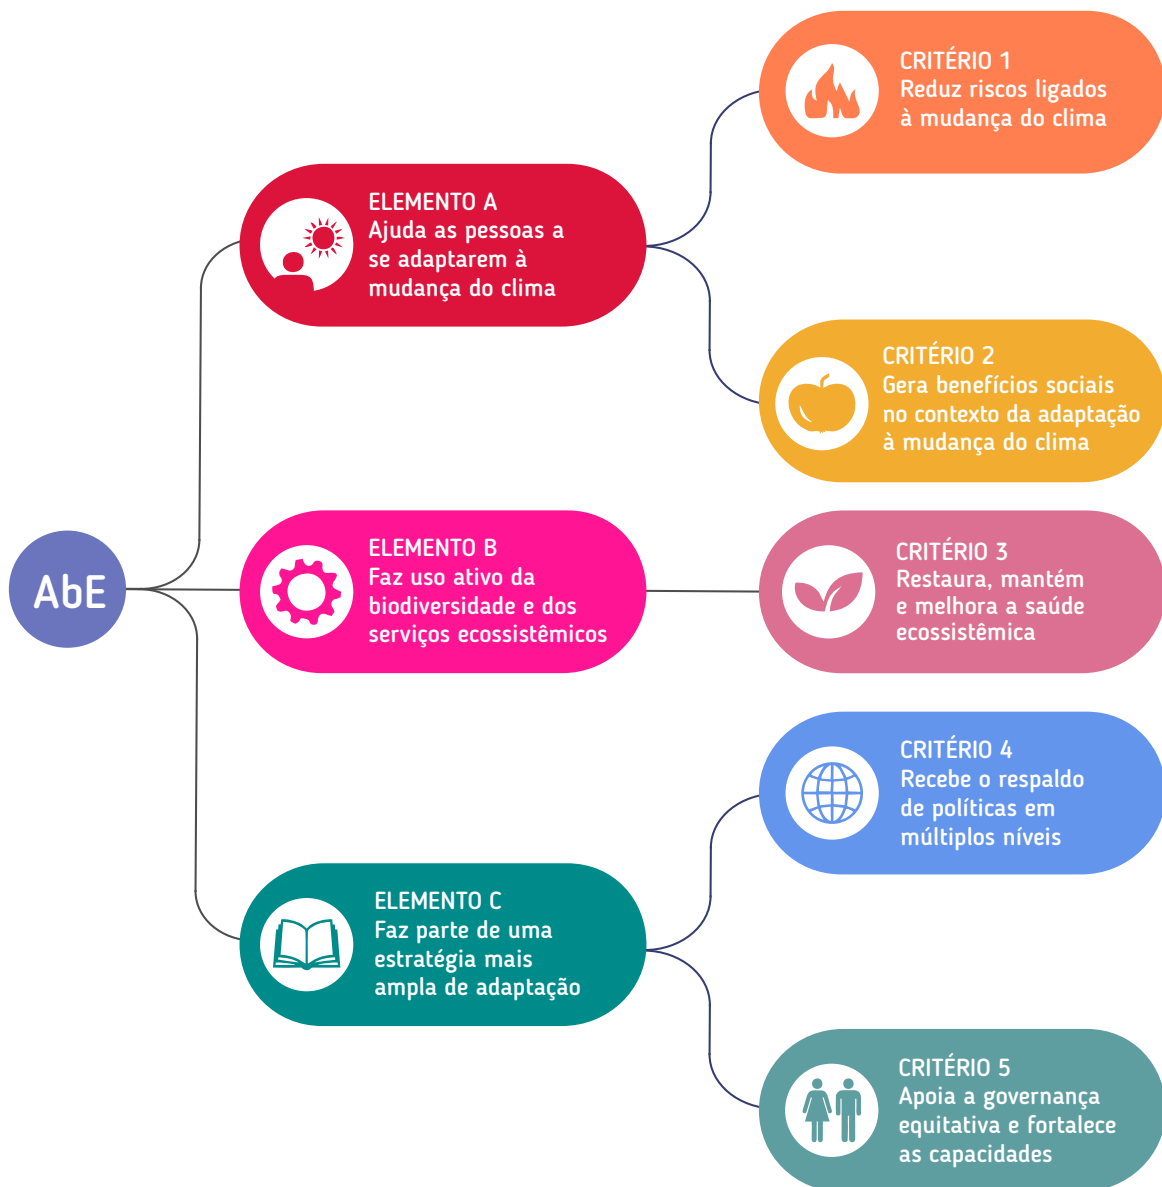 AbE
ELEMENTO A
Ajuda as pessoas a
se adaptarem à
mudança do clima
CRITÉRIO 1
Reduz riscos ligados
à mudança do clima
CRITÉRIO 2
Gera benefícios sociais
no contexto da adaptação
à mudança do clima
ELEMENTO B
Faz uso ativo da
biodiversidade e dos
serviços ecossistêmicos
CRITÉRIO 3
Restaura, mantém
e melhora a saúde
ecossistêmica
ELEMENTO C
Faz parte de uma
estratégia mais
ampla de adaptação
CRITÉRIO 4
Recebe o respaldo
de políticas em
múltiplos níveis
CRITÉRIO 5
Apoia a governança
equitativa e fortalece
as capacidades